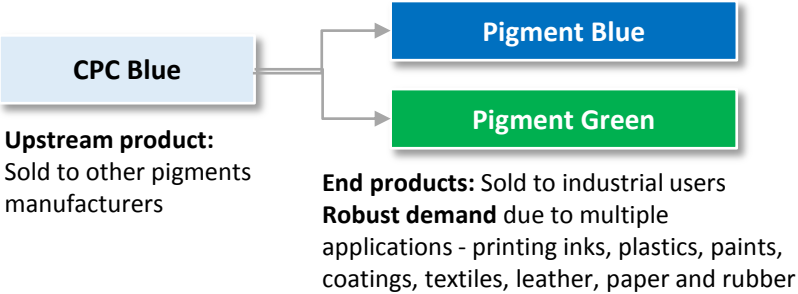 CPC Blue
Pigment Blue
Pigment Green
Upstream product:
Sold to other pigments
manufacturers
End products: Sold to industrial users
Robust demand due to multiple
applications - printing inks, plastics, paints,
coatings, textiles, leather, paper and rubber